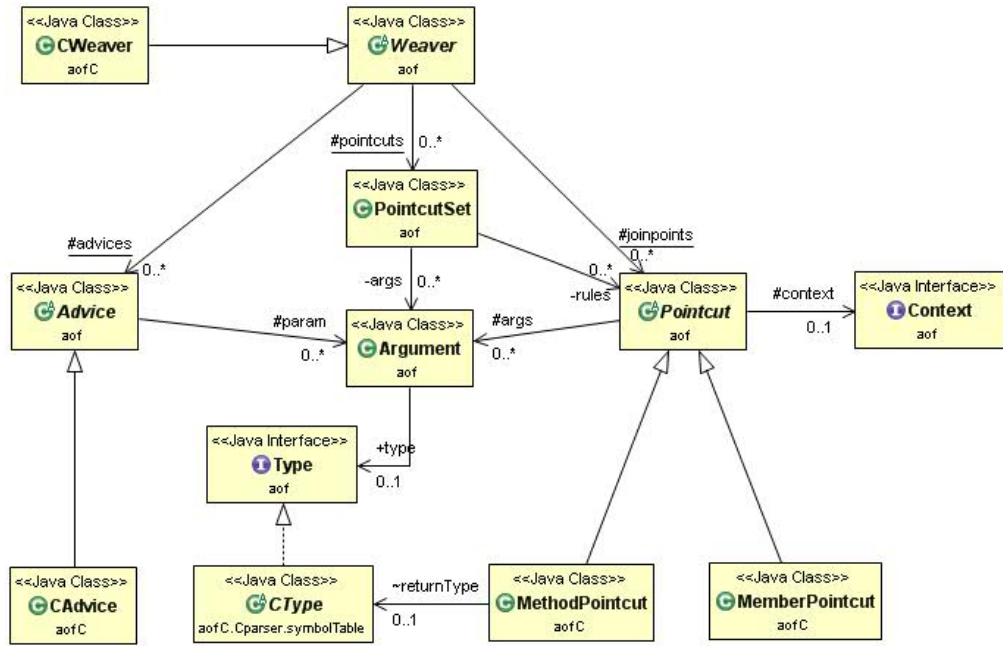 <<Java Class>>
CWeaver
aofC
<<Java Class>>
Weaver
aof
#pointcuts
0..*
<<Java Class>>
PointcutSet
aof
#advices
0..*
#joinpoints
0..*
-args
0..*
0..*
-rules
<<Java Class>>
Advice
aof
#param
0..*
<<Java Class>>
Argument
aof
#args
0..*
<<Java Class>>
Pointcut
aof
#context
0..1
<<Java Interface>>
Context
aof
+type
0..1
<<Java Interface>>
Type
aof
<<Java Class>>
CAdvice
aofC
<<Java Class>>
CType
aofC.Cparser.symbolTable
~returnType
0..1
<<Java Class>>
MethodPointcut
aofC
<<Java Class>>
MemberPointcut
aofC